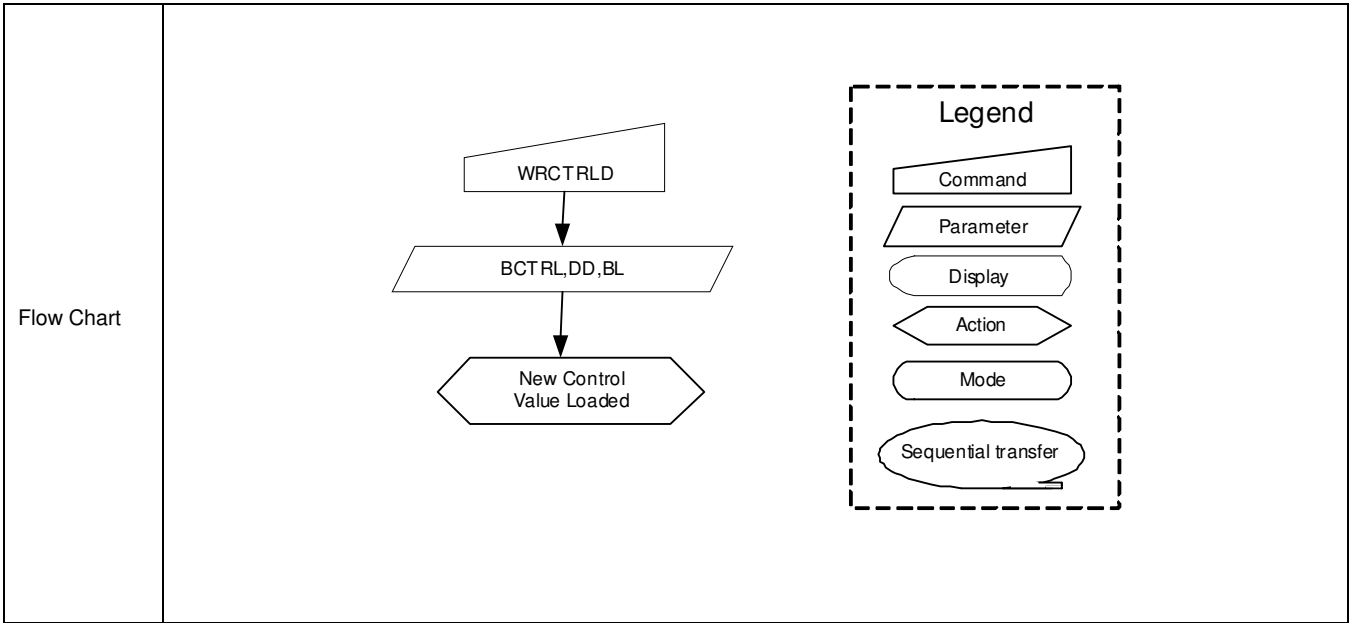 Flow Chart
WRCTRLD
BCTRL,DD,BL
New Control
Value Loaded
Legend
Command
Parameter
Display
Action
Mode
Sequential transfer